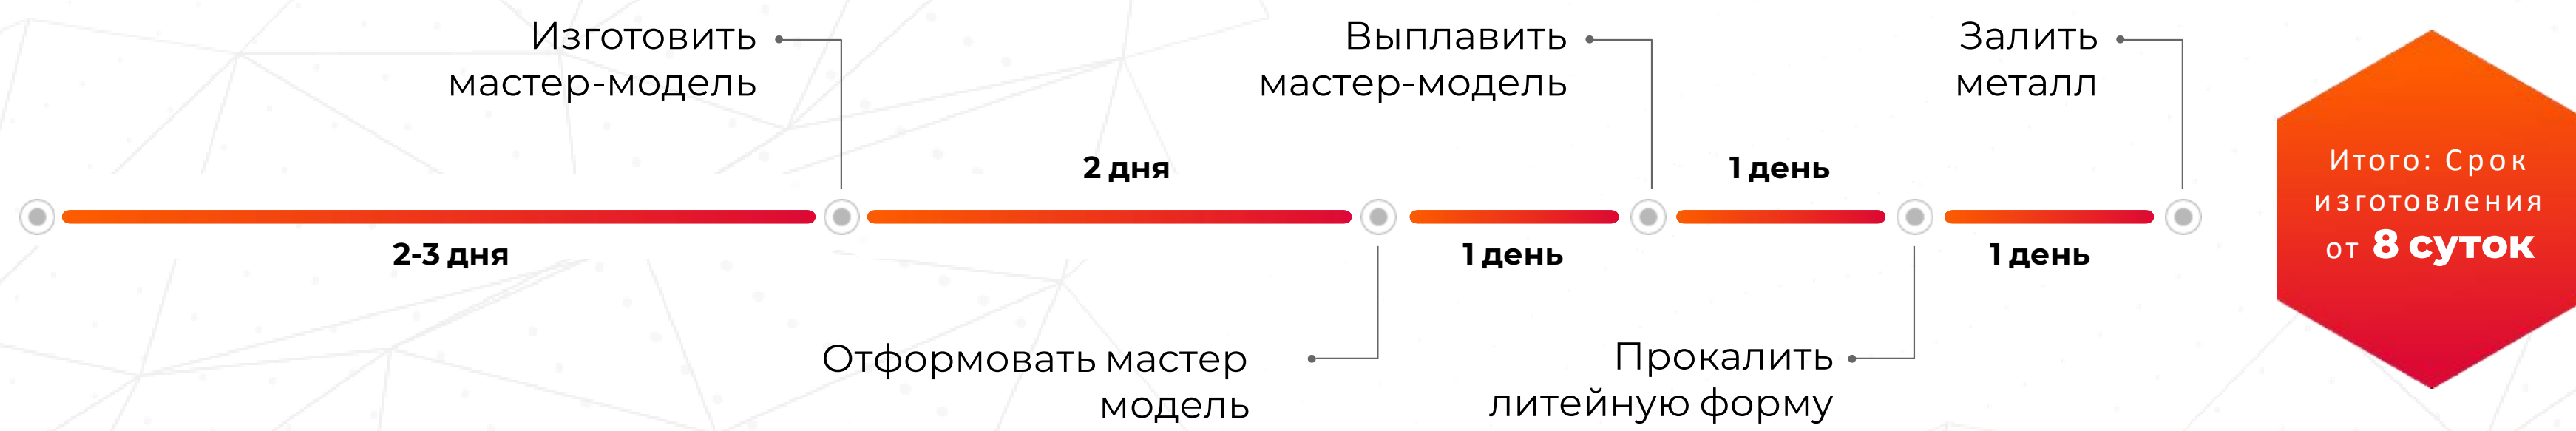 Изготовить
мастер-модель
2-3 дня
2 дня
Отформовать мастер
модель
1 день
Выплавить
мастер-модель
1 день
Прокалить
литейную форму
1 день
Залить
металл
Итого: Срок
изготовления
от 8 суток